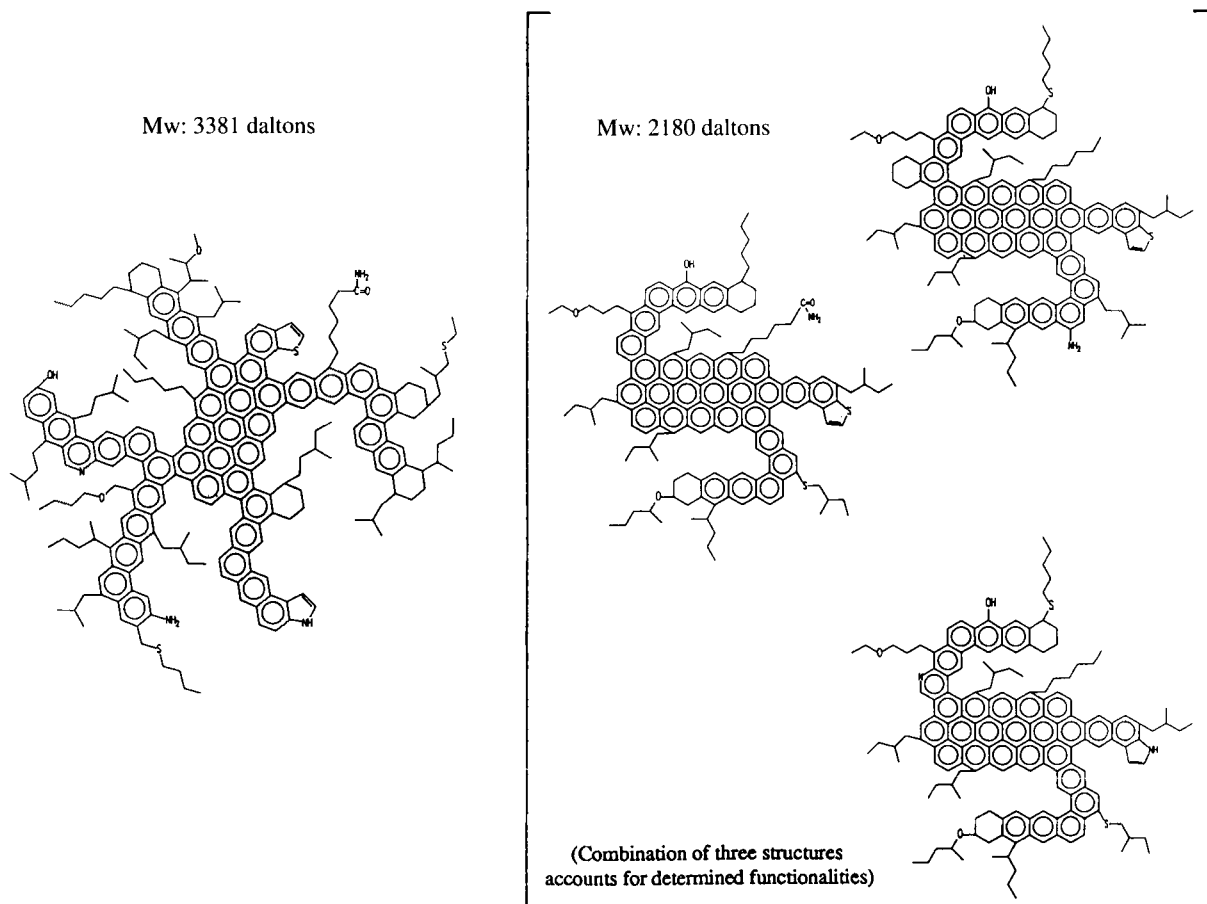 Mw: 3381 daltons
Mw: 2180 daltons
OH
S
O
O
NH₂
C=O
S
S
OH
N
O
NH₂
S
NH
OH
O
C=O
NH₂
S
O
S
S
O
NH₂
OH
S
O
N
NH
O
S
(Combination of three structures
accounts for determined functionalities)